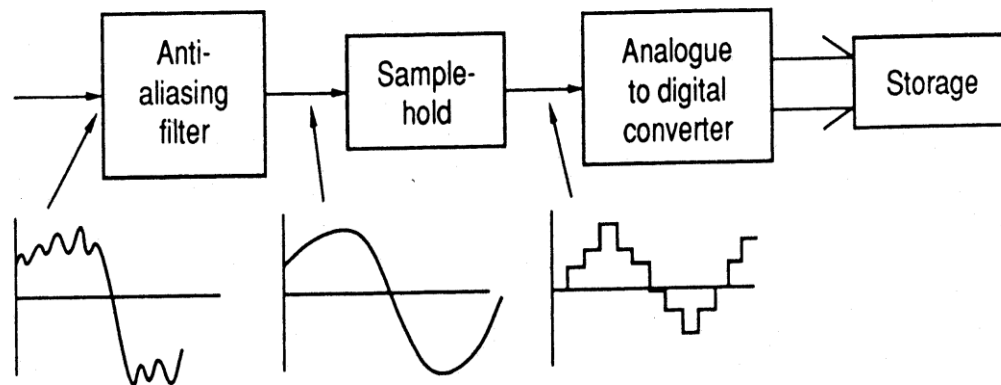 Anti-
aliasing
filter
Sample-
hold
Analogue
to digital
converter
Storage